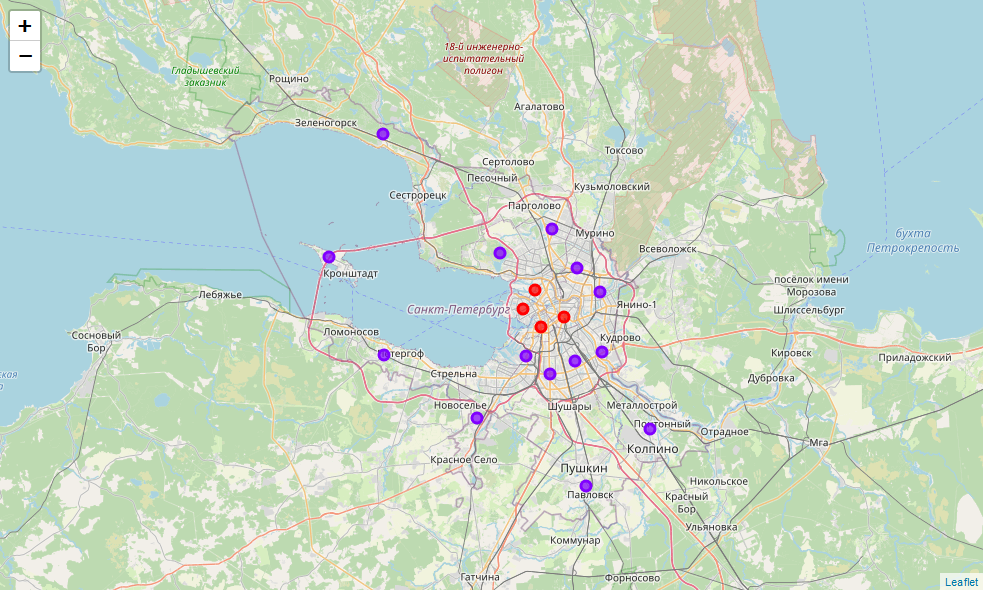 +
−
18-й инженерно-
испытательный
полигон
Гладышевский
заказник
Рощино
Агалатово
Зеленогорск
Токсово
Сертолово
Песочный
Кузьмоловский
Сестрорецк
Парголово
Мурино
бухта
Петрокрепость
Всеволожск
Кронштадт
посёлок имени
Морозова
Лебяжье
Янино-1
Санкт-Петербург
Шлиссельбург
Сосновый
Бор
Ломоносов
Кудрово
тергоф
Кировск
Приладожский
ская
а
Стрельна
Дубровка
Новоселье
Шушары
Металлострой
Понтонный
Отрадное
Мга
Колпино
Красное Село
Пушкин
Никольское
Павловск
Красный
Бор
Ульяновка
Коммунар
Гатчина
Форносово
Leaflet